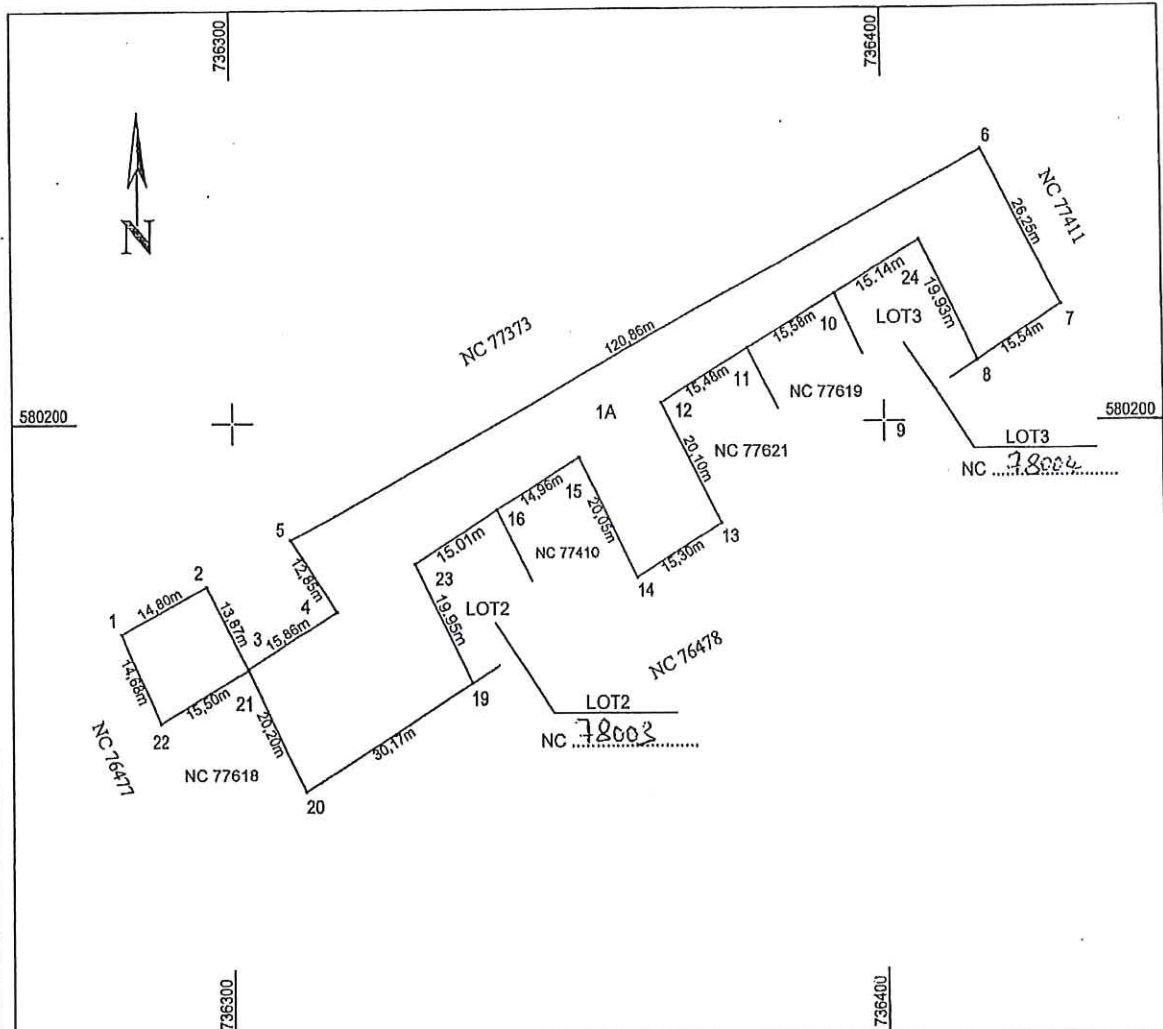 736300
736400
6
NC 77411
26,25m
N
24
15.14m
19.93m
10
LOT3
7
15,54m
8
NC 77373
120,86m
15,58m
11
NC 77619
15,48m
12
1A
580200
9
580200
LOT3
NC 78004
NC 77621
20,10m
14,96m
15
20,05m
16
13
15,30m
14
NC 77410
15.01m
23
5
12,85m
2
4
14,80m
1
13,87m
3
15,86m
19.95m
LOT2
NC 76478
14,68m
15,50m
21
19
22
20,20m
30,17m
LOT2
NC 78003
NC 76477
NC 77618
20
736300
736400